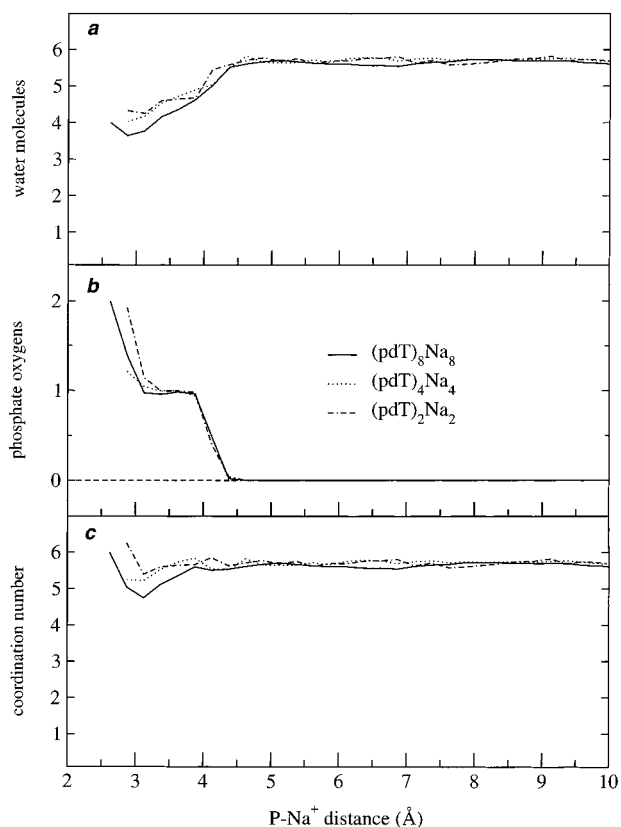 a
6
5
4
3
2
1
water molecules
b
2
1
0
phosphate oxygens
(pdT)₈Na₈
(pdT)₄Na₄
(pdT)₂Na₂
c
6
5
4
3
2
1
coordination number
2 3 4 5 6 7 8 9 10
P-Na⁺ distance (Å)